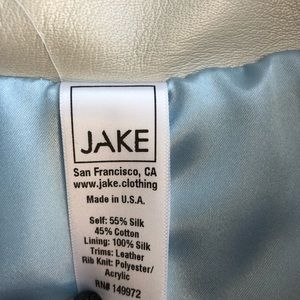 JAKE
San Francisco, CA
www.jake.clothing
Made in U.S.A.
Self: 55% Silk
45% Cotton
Lining: 100% Silk
Trims: Leather
Rib Knit: Polyester/
Acrylic
RN# 149972